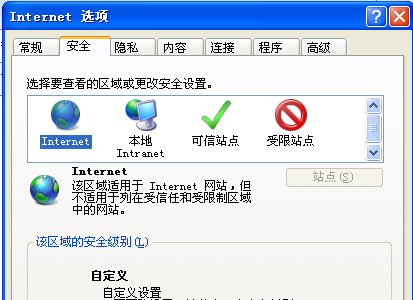 Internet 选项
常规 安全 隐私 内容 连接 程序 高级
选择要查看的区域或更改安全设置。
Internet 本地 Intranet 可信站点 受限站点
Internet
该区域适用于 Internet 网站,但
不适用于列在受信任和受限制区域
中的网站。
站点(S)
该区域的安全级别(L)
自定义
自定义设置